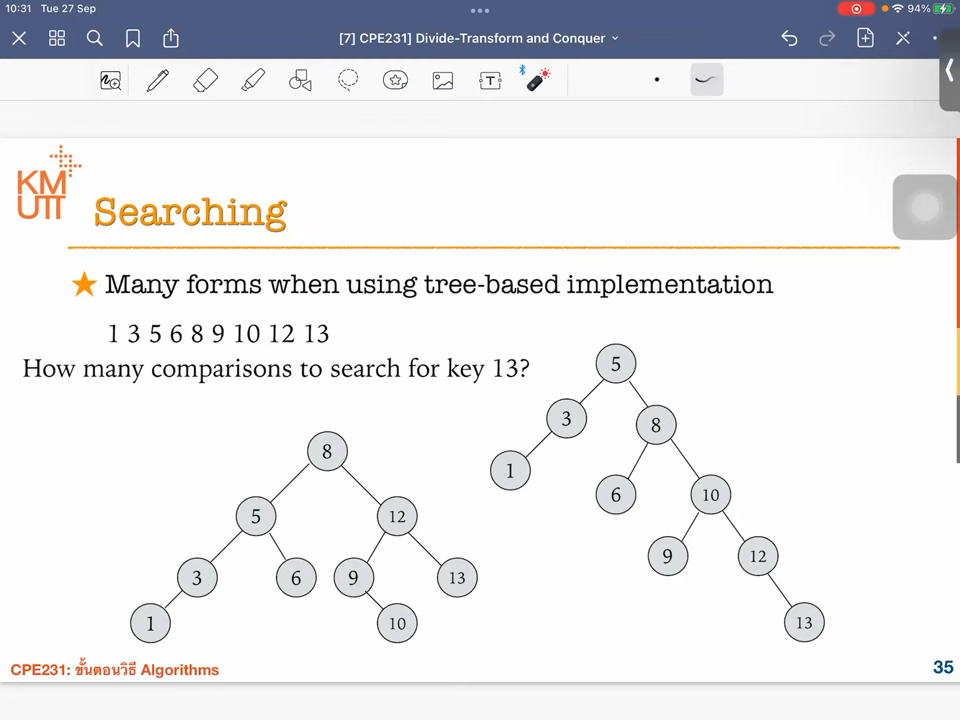 10:31 Tue 27 Sep
94%
[7] CPE231] Divide-Transform and Conquer
T
KM
UTT
Searching
Many forms when using tree-based implementation
1 3 5 6 8 9 10 12 13
How many comparisons to search for key 13?
5
3
8
1
6
10
9
12
13
8
5
12
3
6
9
13
1
10
CPE231: ขั้นตอนวิธี Algorithms
35